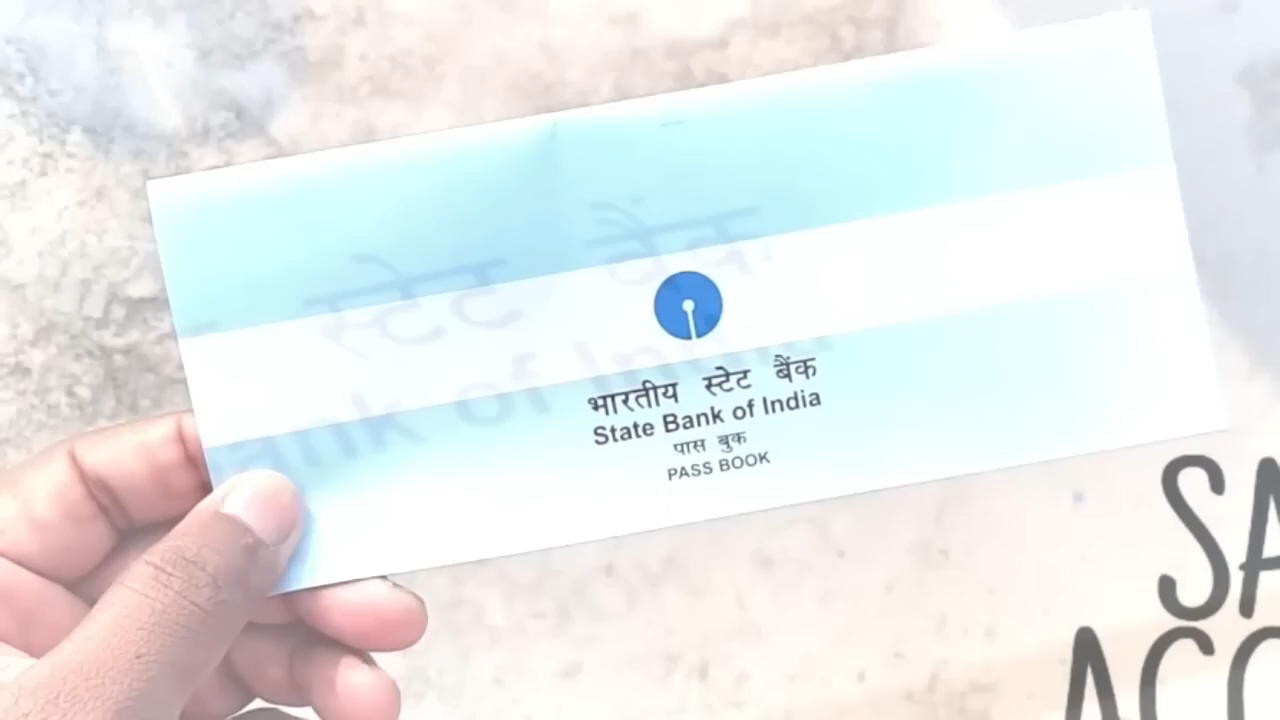 भारतीय स्टेट बैंक
State Bank of India
पास बुक
PASS BOOK